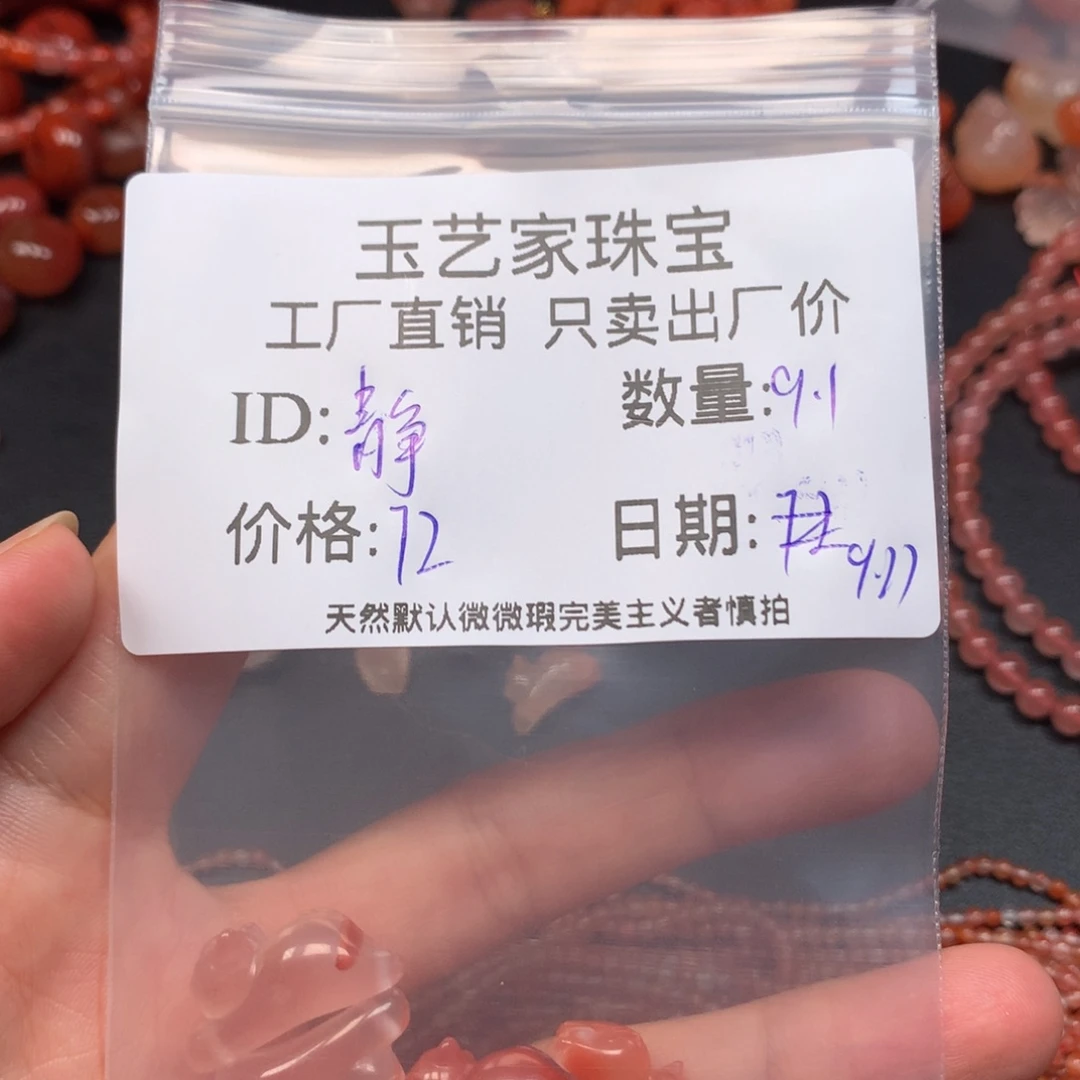 玉艺家珠宝
工厂直销 只卖出厂价
ID:静 数量:9.1
价格:72 日期:72 9.17
天然默认微微瑕完美主义者慎拍